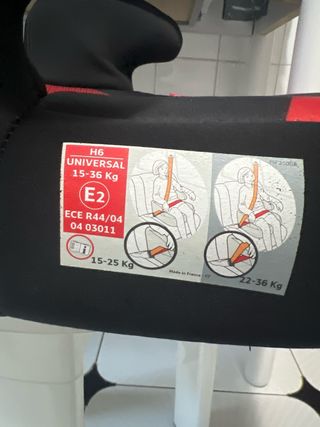 H6
UNIVERSAL
15-36 Kg
E2
ECE R44/04
04 03011
15-25 Kg
Made in France
22-36 Kg